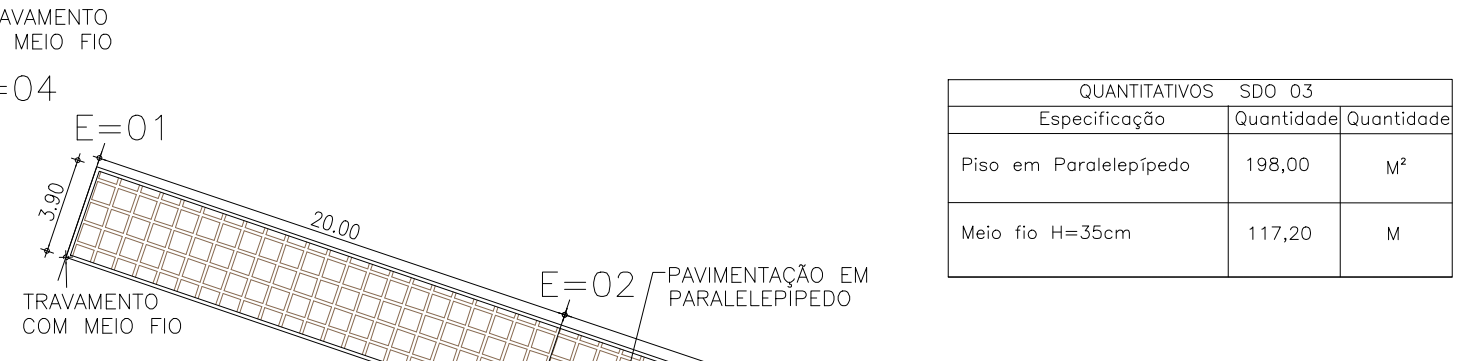 AVAMENTO
MEIO FIO
=04
E=01
3.90
20.00
E=02
PAVIMENTAÇÃO EM
PARALELEPIPEDO
TRAVAMENTO
COM MEIO FIO
QUANTITATIVOS SDO 03
Especificação Quantidade Quantidade
Piso em Paralelepípedo 198,00 M²
Meio fio H=35cm 117,20 M